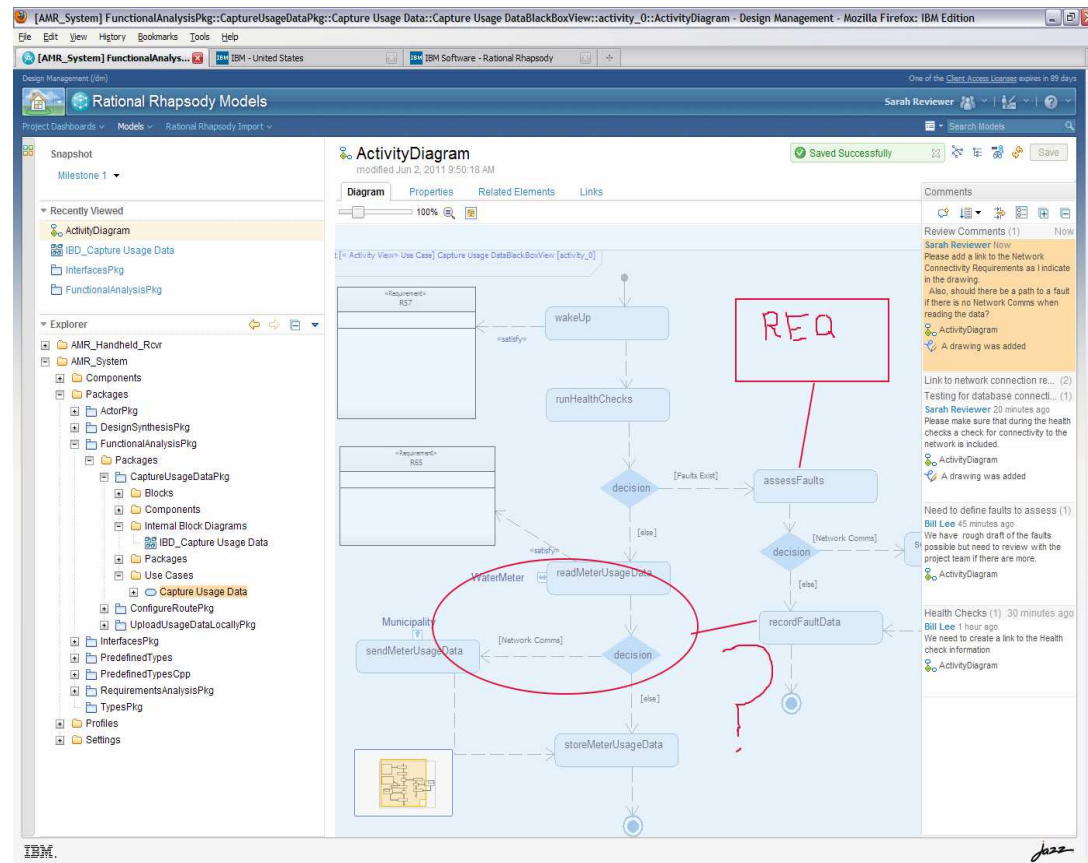 [AMR_System] FunctionalAnalysisPkg::CaptureUsageDataPkg::Capture Usage Data::Capture Usage DataBlackBoxView::activity_0::ActivityDiagram - Design Management - Mozilla Firefox: IBM Edition
File Edit View History Bookmarks Tools Help
[AMR_System] FunctionalAnalys... IBM - United States IBM Software - Rational Rhapsody
Design Management (/dm) One of the Client Access Licenses expires in 89 days
Rational Rhapsody Models Sarah Reviewer
Project Dashboards Models Rational Rhapsody Import Search Models
Snapshot
Milestone 1
Recently Viewed
ActivityDiagram
IBD_Capture Usage Data
InterfacesPkg
FunctionalAnalysisPkg
Explorer
AMR_Handheld_Rcvr
AMR_System
Components
Packages
ActorPkg
DesignSynthesisPkg
FunctionalAnalysisPkg
Packages
CaptureUsageDataPkg
Blocks
Components
Internal Block Diagrams
IBD_Capture Usage Data
Packages
Use Cases
Capture Usage Data
ConfigureRoutePkg
UploadUsageDataLocallyPkg
InterfacesPkg
PredefinedTypes
PredefinedTypesCpp
RequirementsAnalysisPkg
TypesPkg
Profiles
Settings
ActivityDiagram
modified Jun 2, 2011 9:50:18 AM
Saved Successfully
Save
Diagram Properties Related Elements Links
100%
[« Activity View» Use Case] Capture Usage DataBlackBoxView [activity_0]
«Requirement»
R57
wakeUp
«satisfy»
REQ
runHealthChecks
«Requirement»
R65
decision
[Faults Exist]
assessFaults
[else]
decision
[Network Comms]
«satisfy»
WaterMeter
readMeterUsageData
[else]
Municipality
recordFaultData
sendMeterUsageData
[Network Comms]
decision
?
[else]
storeMeterUsageData
Comments
Review Comments (1) Now
Sarah Reviewer Now
Please add a link to the Network
Connectivity Requirements as I indicate
in the drawing.
Also, should there be a path to a fault
if there is no Network Comms when
reading the data?
ActivityDiagram
A drawing was added
Link to network connection re... (2)
Testing for database connecti... (1)
Sarah Reviewer 20 minutes ago
Please make sure that during the health
checks a check for connectivity to the
network is included.
ActivityDiagram
A drawing was added
Need to define faults to assess (1)
Bill Lee 45 minutes ago
We have rough draft of the faults
possible but need to review with the
project team if there are more.
ActivityDiagram
Health Checks (1) 30 minutes ago
Bill Lee 1 hour ago
We need to create a link to the Health
check information
ActivityDiagram
IBM.
jazz